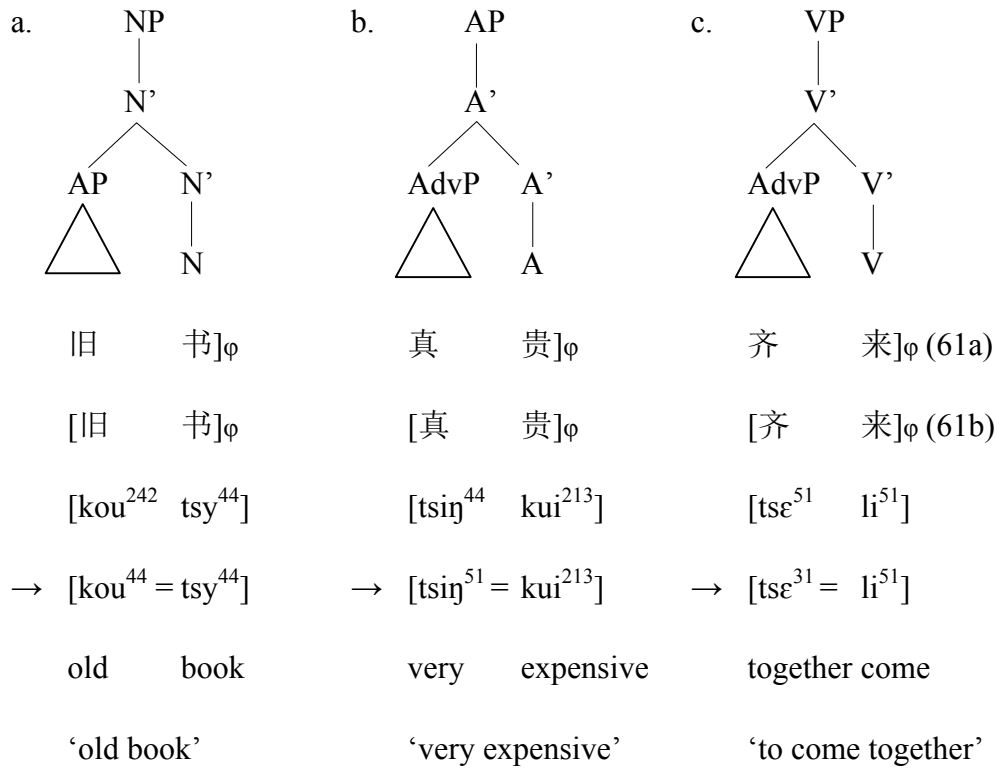 a. NP b. AP c. VP
N’ A’ V’
AP N’ AdvP A’ AdvP V’
N A V
旧 书]φ 真 贵]φ 齐 来]φ (61a)
[旧 书]φ [真 贵]φ [齐 来]φ (61b)
[kou²⁴² tsy⁴⁴] [tsiŋ⁴⁴ kui²¹³] [tsɛ⁵¹ li⁵¹]
→ [kou⁴⁴ = tsy⁴⁴] → [tsiŋ⁵¹ = kui²¹³] → [tsɛ³¹ = li⁵¹]
old book very expensive together come
‘old book’ ‘very expensive’ ‘to come together’